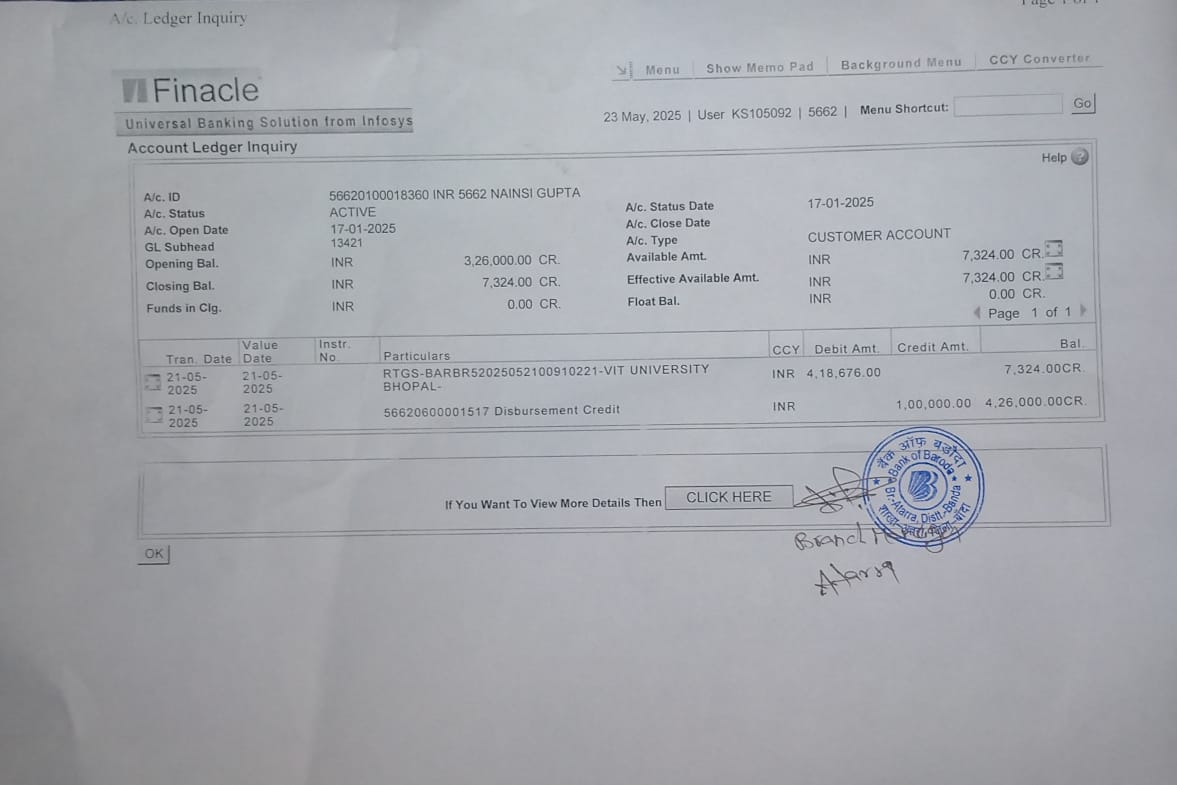 A/c. Ledger Inquiry
Menu Show Memo Pad Background Menu CCY Converter
Finacle
Universal Banking Solution from Infosys
23 May, 2025 | User KS105092 | 5662 | Menu Shortcut: Go
Account Ledger Inquiry
Help ?
A/c. ID 56620100018360 INR 5662 NAINSI GUPTA
A/c. Status ACTIVE A/c. Status Date 17-01-2025
A/c. Open Date 17-01-2025 A/c. Close Date
GL Subhead 13421 A/c. Type CUSTOMER ACCOUNT
Opening Bal. INR 3,26,000.00 CR. Available Amt. INR 7,324.00 CR.
Closing Bal. INR 7,324.00 CR. Effective Available Amt. INR 7,324.00 CR.
Funds in Clg. INR 0.00 CR. Float Bal. INR 0.00 CR.
Page 1 of 1
Tran. Date Value Date Instr. No. Particulars CCY Debit Amt. Credit Amt. Bal.
21-05-2025 21-05-2025 RTGS-BARBR52025052100910221-VIT UNIVERSITY BHOPAL- INR 4,18,676.00 7,324.00CR.
21-05-2025 21-05-2025 56620600001517 Disbursement Credit INR 1,00,000.00 4,26,000.00CR.
If You Want To View More Details Then CLICK HERE
बैंक ऑफ बड़ौदा
Bank of Baroda
Br.-Atarra, Distt.-Banda
OK
Branch
Atarra